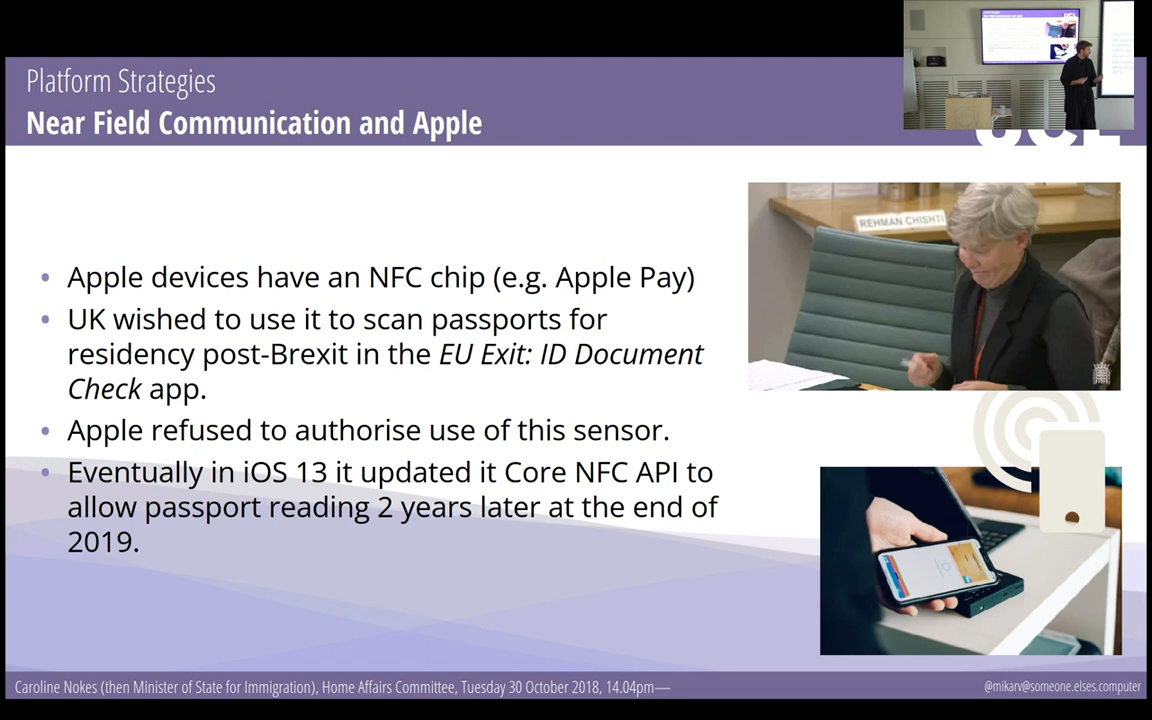 Platform Strategies
Near Field Communication and Apple
UCL
REHMAN CHISHTI
• Apple devices have an NFC chip (e.g. Apple Pay)
• UK wished to use it to scan passports for
residency post-Brexit in the EU Exit: ID Document
Check app.
• Apple refused to authorise use of this sensor.
• Eventually in iOS 13 it updated it Core NFC API to
allow passport reading 2 years later at the end of
2019.
Caroline Nokes (then Minister of State for Immigration), Home Affairs Committee, Tuesday 30 October 2018, 14.04pm—
@mikarv@someone.elses.computer